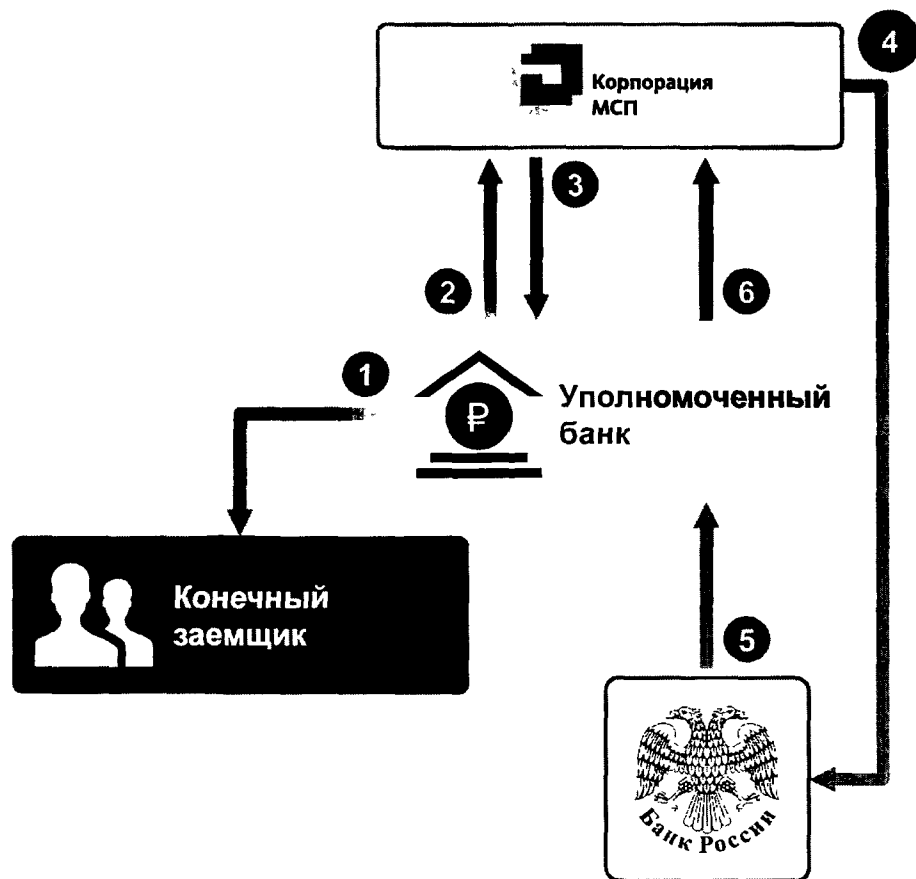 4
Корпорация
МСП
3
2
6
1
₽
Уполномоченный
банк
Конечный
заемщик
5
Банк России